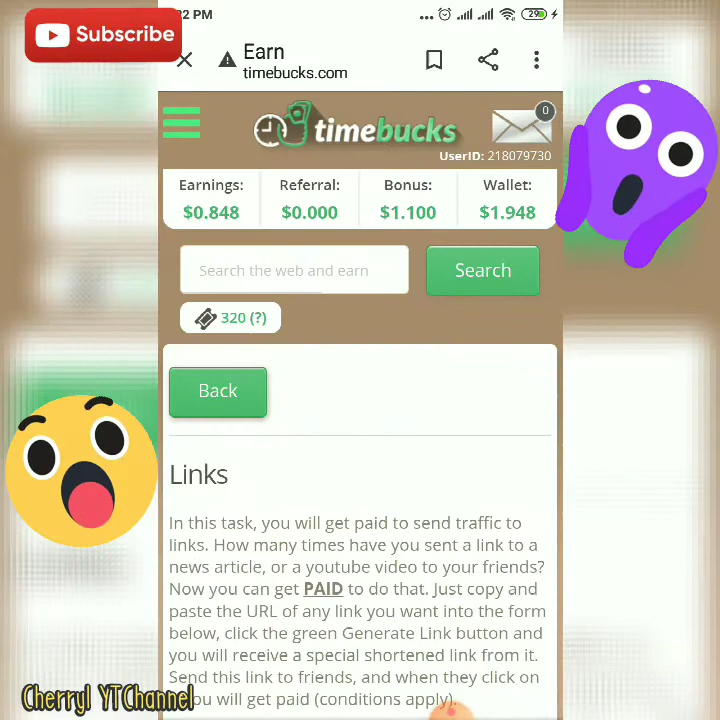 Subscribe
2 PM
29
Earn
timebucks.com
timebucks
0
UserID: 218079730
Earnings: Referral: Bonus: Wallet:
$0.848 $0.000 $1.100 $1.948
Search the web and earn Search
320 (?)
Back
Links
In this task, you will get paid to send traffic to
links. How many times have you sent a link to a
news article, or a youtube video to your friends?
Now you can get PAID to do that. Just copy and
paste the URL of any link you want into the form
below, click the green Generate Link button and
you will receive a special shortened link from it.
Send this link to friends, and when they click on
you will get paid (conditions apply).
Cherryl YTChannel